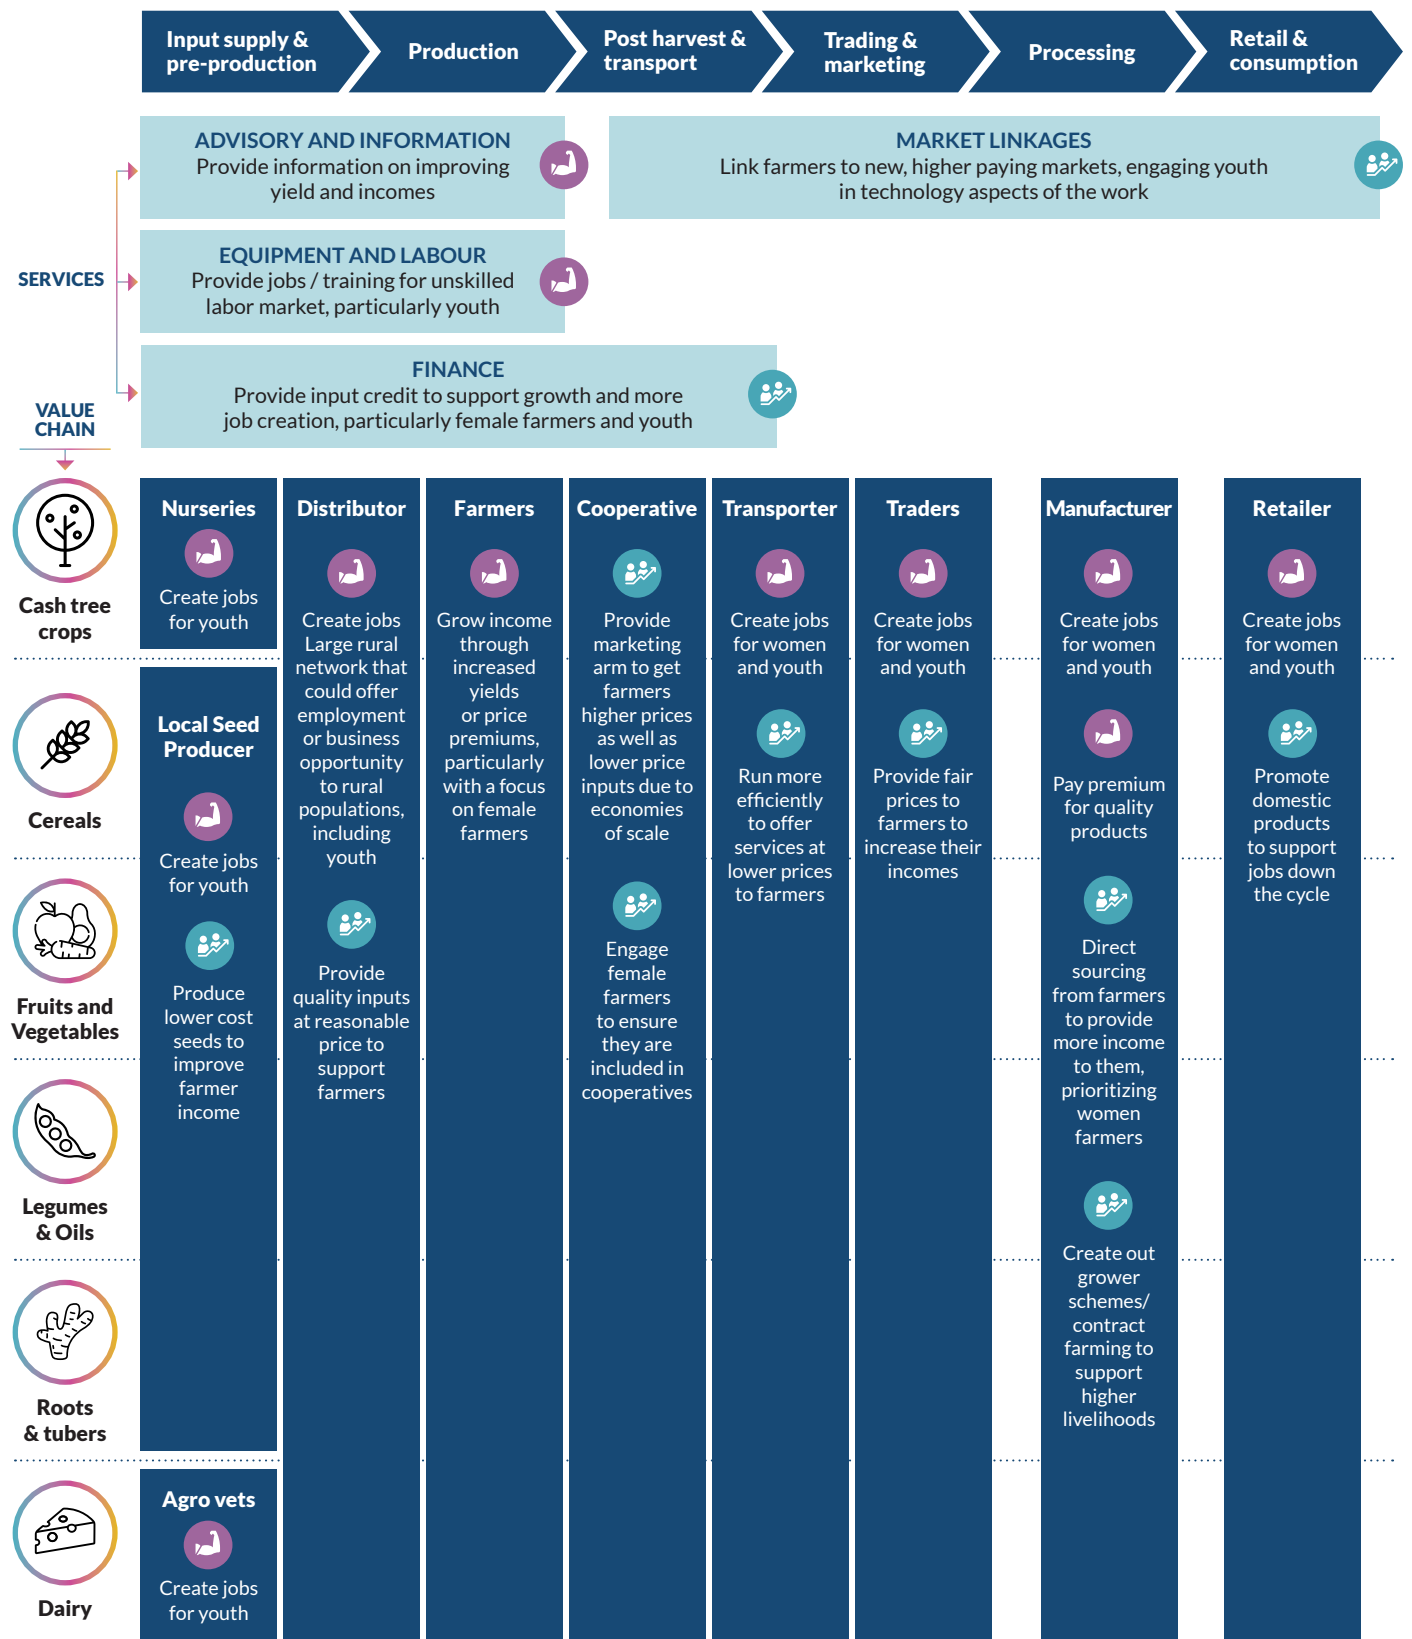 Input supply &
pre-production
Production
Post harvest &
transport
Trading &
marketing
Processing
Retail &
consumption
ADVISORY AND INFORMATION
Provide information on improving
yield and incomes
MARKET LINKAGES
Link farmers to new, higher paying markets, engaging youth
in technology aspects of the work
SERVICES
EQUIPMENT AND LABOUR
Provide jobs / training for unskilled
labor market, particularly youth
FINANCE
Provide input credit to support growth and more
job creation, particularly female farmers and youth
VALUE
CHAIN
Cash tree
crops
Cereals
Fruits and
Vegetables
Legumes
& Oils
Roots
& tubers
Dairy
Nurseries
Create jobs
for youth
Local Seed
Producer
Create jobs
for youth
Produce
lower cost
seeds to
improve
farmer
income
Agro vets
Create jobs
for youth
Distributor
Create jobs
Large rural
network that
could offer
employment
or business
opportunity
to rural
populations,
including
youth
Provide
quality inputs
at reasonable
price to
support
farmers
Farmers
Grow income
through
increased
yields
or price
premiums,
particularly
with a focus
on female
farmers
Cooperative
Provide
marketing
arm to get
farmers
higher prices
as well as
lower price
inputs due to
economies
of scale
Engage
female
farmers
to ensure
they are
included in
cooperatives
Transporter
Create jobs
for women
and youth
Run more
efficiently
to offer
services at
lower prices
to farmers
Traders
Create jobs
for women
and youth
Provide fair
prices to
farmers to
increase their
incomes
Manufacturer
Create jobs
for women
and youth
Pay premium
for quality
products
Direct
sourcing
from farmers
to provide
more income
to them,
prioritizing
women
farmers
Create out
grower
schemes/
contract
farming to
support
higher
livelihoods
Retailer
Create jobs
for women
and youth
Promote
domestic
products
to support
jobs down
the cycle